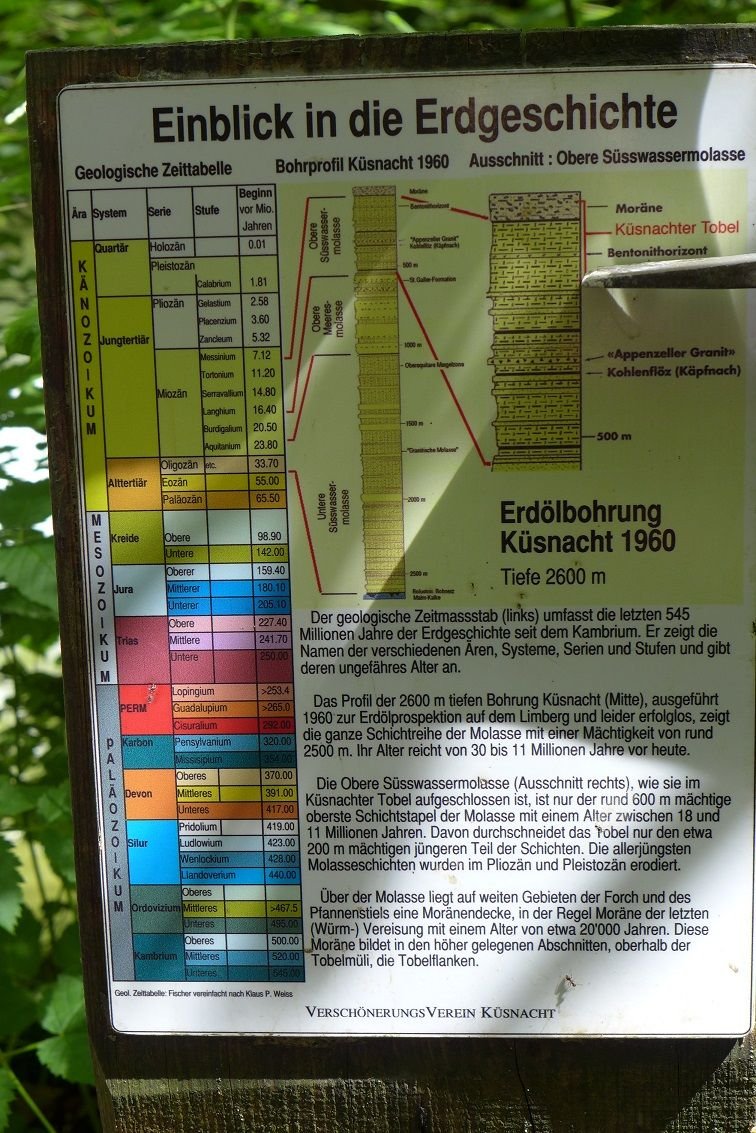 Einblick in die Erdgeschichte
Geologische Zeittabelle
Bohrprofil Küsnacht 1960
Ausschnitt : Obere Süsswassermolasse
Ära System Serie Stufe Beginn vor Mio. Jahren
KÄNOZOIKUM
Quartär
Holozän 0.01
Pleistozän
Calabrium 1.81
Jungtertiär
Pliozän Gelastium 2.58
Placenzium 3.60
Zancleum 5.32
Messinium 7.12
Tortonium 11.20
Miozän Serravallium 14.80
Langhium 16.40
Burdigalium 20.50
Aquitanium 23.80
Alttertiär
Oligozän etc. 33.70
Eozän 55.00
Paläozän 65.50
MESOZOIKUM
Kreide
Obere 98.90
Untere 142.00
Jura
Oberer 159.40
Mittlerer 180.10
Unterer 205.10
Trias
Obere 227.40
Mittlere 241.70
Untere 250.00
PALÄOZOIKUM
PERM
Lopingium >253.4
Guadalupium >265.0
Cisuralium 292.00
Karbon
Pensylvanium 320.00
Missisipium 354.00
Devon
Oberes 370.00
Mittleres 391.00
Unteres 417.00
Silur
Pridolium 419.00
Ludlowium 423.00
Wenlockium 428.00
Llandoverium 440.00
Ordovizium
Oberes
Mittleres >467.5
Unteres 495.00
Kambrium
Oberes 500.00
Mittleres 520.00
Unteres 545.00
Geol. Zeittabelle: Fischer vereinfacht nach Klaus P. Weiss
Obere Süsswasser-
molasse
Obere Meeres-
molasse
Untere Süsswasser-
molasse
Moräne
Bentonithorizont
"Appenzeller Granit"
Kohlenflöz (Käpfnach)
500 m
St. Galler-Formation
1000 m
1500 m
"Granitische Molasse"
2000 m
2500 m
Moräne
Küsnachter Tobel
Bentonithorizont
«Appenzeller Granit»
Kohlenflöz (Käpfnach)
500 m
Erdölbohrung
Küsnacht 1960
Tiefe 2600 m
Der geologische Zeitmassstab (links) umfasst die letzten 545
Millionen Jahre der Erdgeschichte seit dem Kambrium. Er zeigt die
Namen der verschiedenen Ären, Systeme, Serien und Stufen und gibt
deren ungefähres Alter an.
Das Profil der 2600 m tiefen Bohrung Küsnacht (Mitte), ausgeführt
1960 zur Erdölprospektion auf dem Limberg und leider erfolglos, zeigt
die ganze Schichtreihe der Molasse mit einer Mächtigkeit von rund
2500 m. Ihr Alter reicht von 30 bis 11 Millionen Jahre vor heute.
Die Obere Süsswassermolasse (Ausschnitt rechts), wie sie im
Küsnachter Tobel aufgeschlossen ist, ist nur der rund 600 m mächtige
oberste Schichtstapel der Molasse mit einem Alter zwischen 18 und
11 Millionen Jahren. Davon durchschneidet das Tobel nur den etwa
200 m mächtigen jüngeren Teil der Schichten. Die allerjüngsten
Molasseschichten wurden im Pliozän und Pleistozän erodiert.
Über der Molasse liegt auf weiten Gebieten der Forch und des
Pfannenstiels eine Moränendecke, in der Regel Moräne der letzten
(Würm-) Vereisung mit einem Alter von etwa 20'000 Jahren. Diese
Moräne bildet in den höher gelegenen Abschnitten, oberhalb der
Tobelmüli, die Tobelflanken.
VERSCHÖNERUNGSVEREIN KÜSNACHT